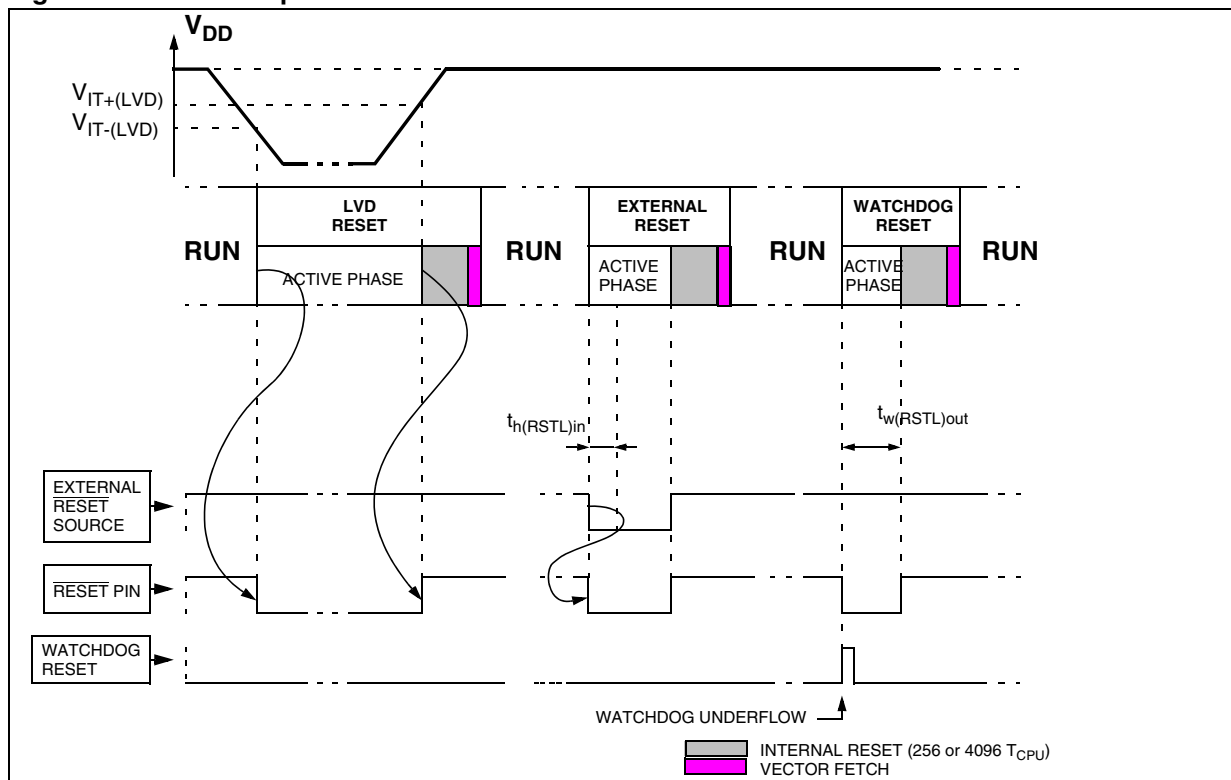 V_DD
V_IT+(LVD)
V_IT-(LVD)
LVD
RESET
EXTERNAL
RESET
WATCHDOG
RESET
RUN
RUN
RUN
RUN
ACTIVE PHASE
ACTIVE
PHASE
ACTIVE
PHASE
t_h(RSTL)in
t_w(RSTL)out
EXTERNAL
RESET
SOURCE
RESET PIN
WATCHDOG
RESET
WATCHDOG UNDERFLOW
INTERNAL RESET (256 or 4096 T_CPU)
VECTOR FETCH